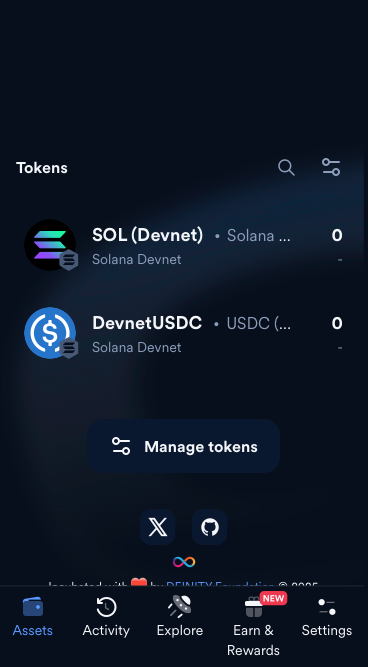 Tokens
SOL (Devnet) • Solana ... 0
Solana Devnet -
DevnetUSDC • USDC (... 0
Solana Devnet -
Manage tokens
Incubated with ❤️ by DFINITY Foundation © 2025
NEW
Assets Activity Explore Earn & Rewards Settings